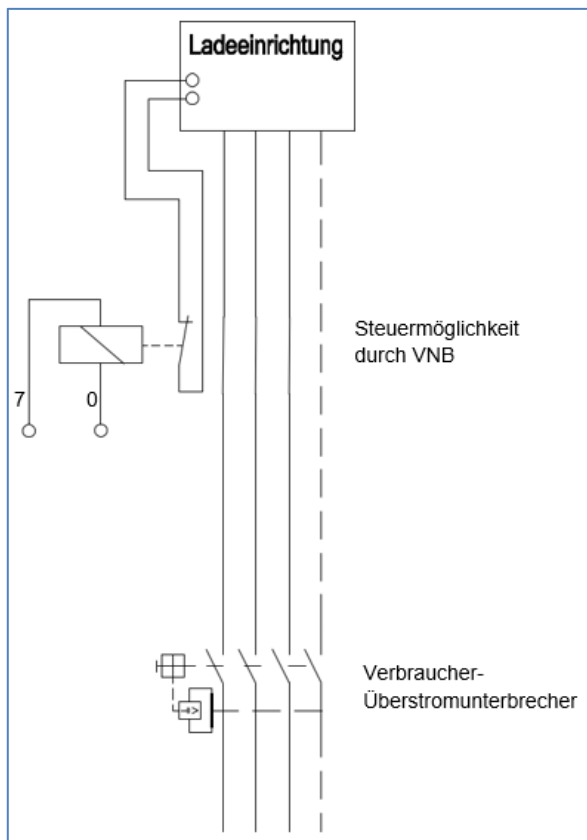 Ladeeinrichtung
Steuermöglichkeit
durch VNB
7
0
Verbraucher-
Überstromunterbrecher